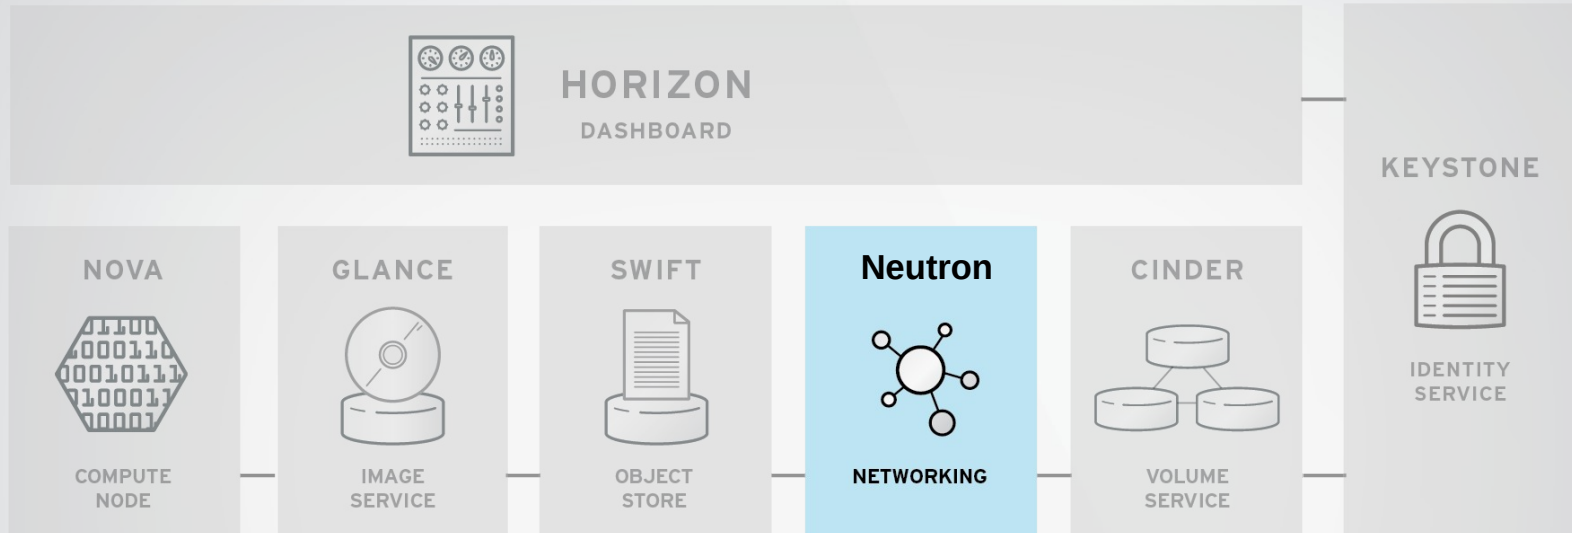 HORIZON
DASHBOARD
KEYSTONE
IDENTITY
SERVICE
NOVA
COMPUTE
NODE
GLANCE
IMAGE
SERVICE
SWIFT
OBJECT
STORE
Neutron
NETWORKING
CINDER
VOLUME
SERVICE